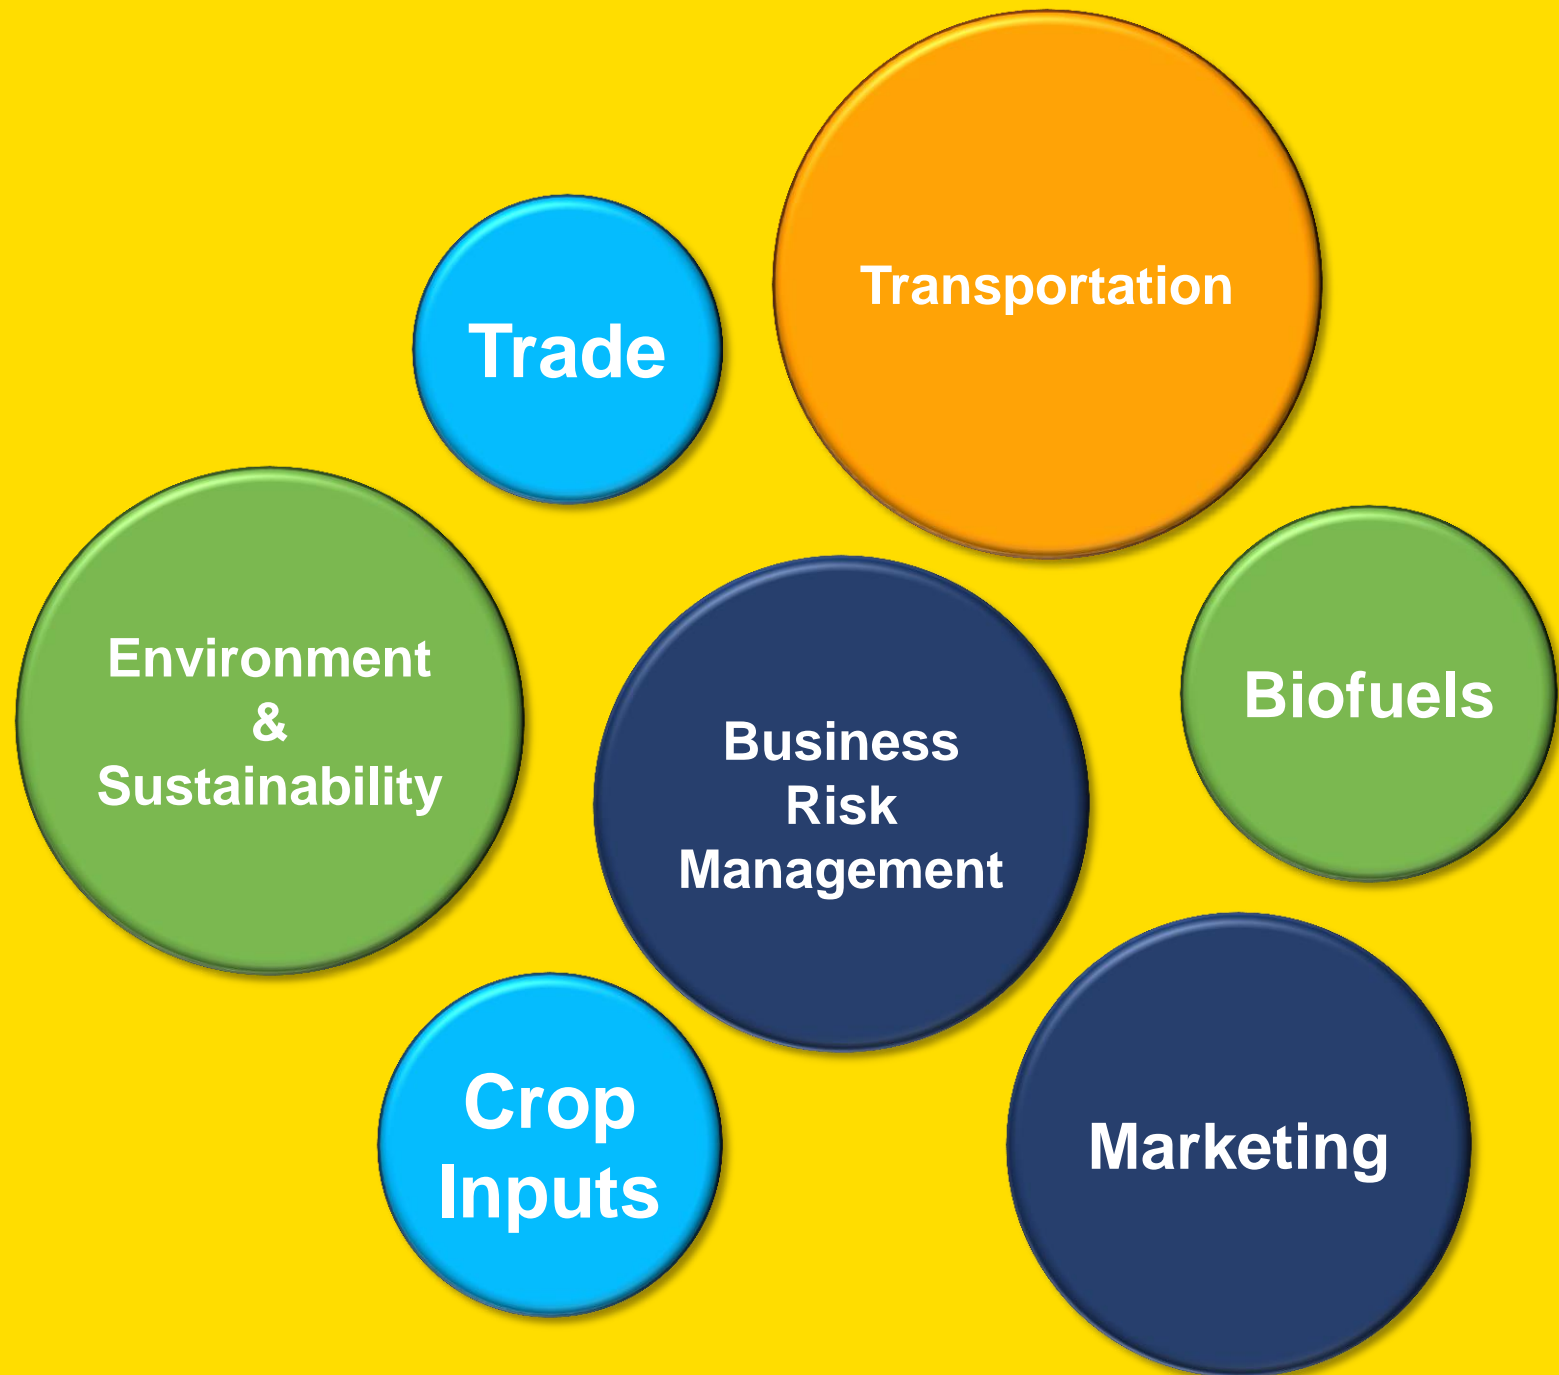 Transportation
Trade
Environment
&
Sustainability
Business
Risk
Management
Biofuels
Crop
Inputs
Marketing